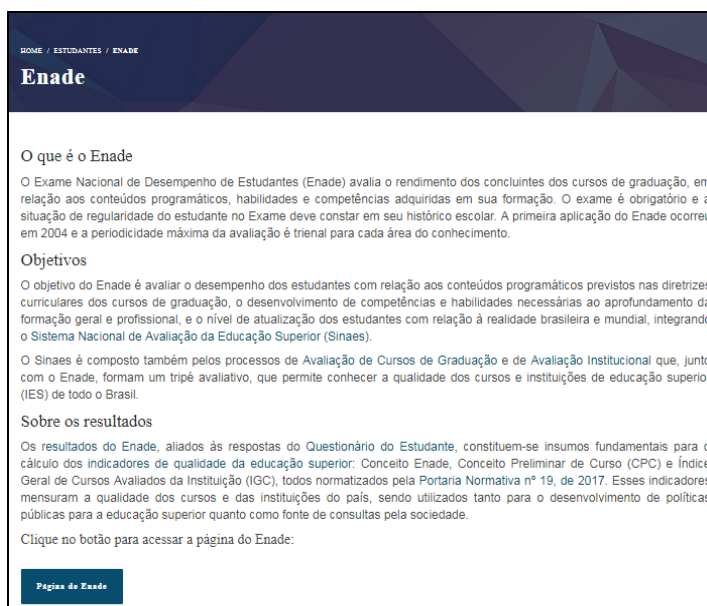 HOME / ESTUDANTES / ENADE
Enade
O que é o Enade
O Exame Nacional de Desempenho de Estudantes (Enade) avalia o rendimento dos concluintes dos cursos de graduação, em
relação aos conteúdos programáticos, habilidades e competências adquiridas em sua formação. O exame é obrigatório e a
situação de regularidade do estudante no Exame deve constar em seu histórico escolar. A primeira aplicação do Enade ocorreu
em 2004 e a periodicidade máxima da avaliação é trienal para cada área do conhecimento.
Objetivos
O objetivo do Enade é avaliar o desempenho dos estudantes com relação aos conteúdos programáticos previstos nas diretrizes
curriculares dos cursos de graduação, o desenvolvimento de competências e habilidades necessárias ao aprofundamento da
formação geral e profissional, e o nível de atualização dos estudantes com relação à realidade brasileira e mundial, integrando
o Sistema Nacional de Avaliação da Educação Superior (Sinaes).
O Sinaes é composto também pelos processos de Avaliação de Cursos de Graduação e de Avaliação Institucional que, junto
com o Enade, formam um tripé avaliativo, que permite conhecer a qualidade dos cursos e instituições de educação superior
(IES) de todo o Brasil.
Sobre os resultados
Os resultados do Enade, aliados às respostas do Questionário do Estudante, constituem-se insumos fundamentais para o
cálculo dos indicadores de qualidade da educação superior: Conceito Enade, Conceito Preliminar de Curso (CPC) e Índice
Geral de Cursos Avaliados da Instituição (IGC), todos normatizados pela Portaria Normativa nº 19, de 2017. Esses indicadores
mensuram a qualidade dos cursos e das instituições do país, sendo utilizados tanto para o desenvolvimento de políticas
públicas para a educação superior quanto como fonte de consultas pela sociedade.
Clique no botão para acessar a página do Enade:
Página do Enade